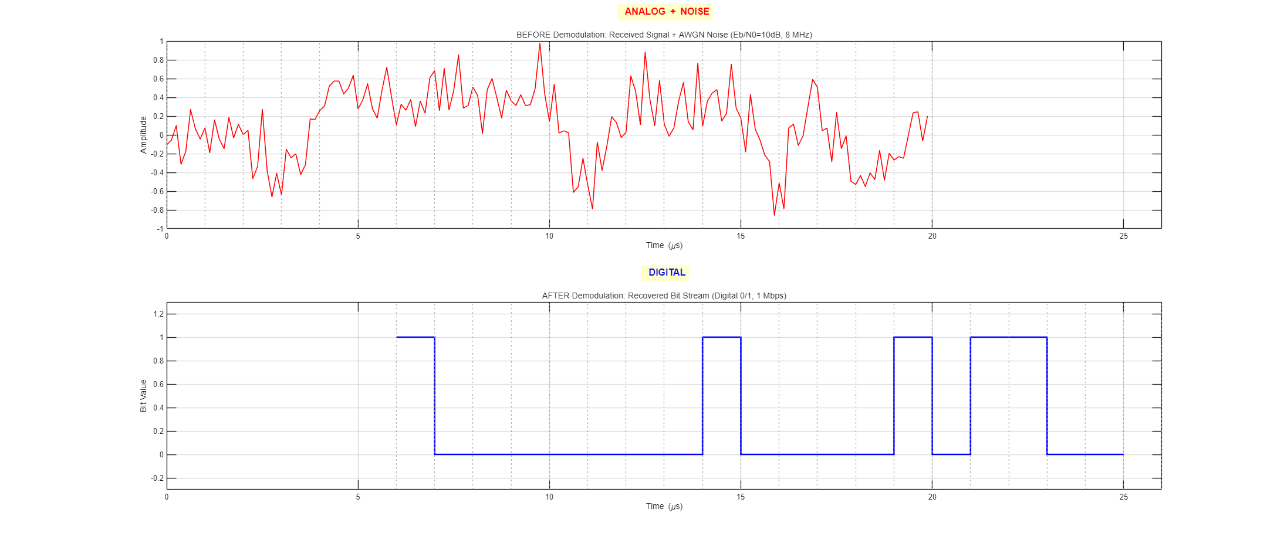 ANALOG + NOISE
BEFORE Demodulation: Received Signal + AWGN Noise (Eb/N0=10dB, 8 MHz)
1
0.8
0.6
0.4
0.2
0
-0.2
-0.4
-0.6
-0.8
-1
Amplitude
0 5 10 15 20 25
Time (μs)
DIGITAL
AFTER Demodulation: Recovered Bit Stream (Digital 0/1, 1 Mbps)
1.2
1
0.8
0.6
0.4
0.2
0
-0.2
Bit Value
0 5 10 15 20 25
Time (μs)